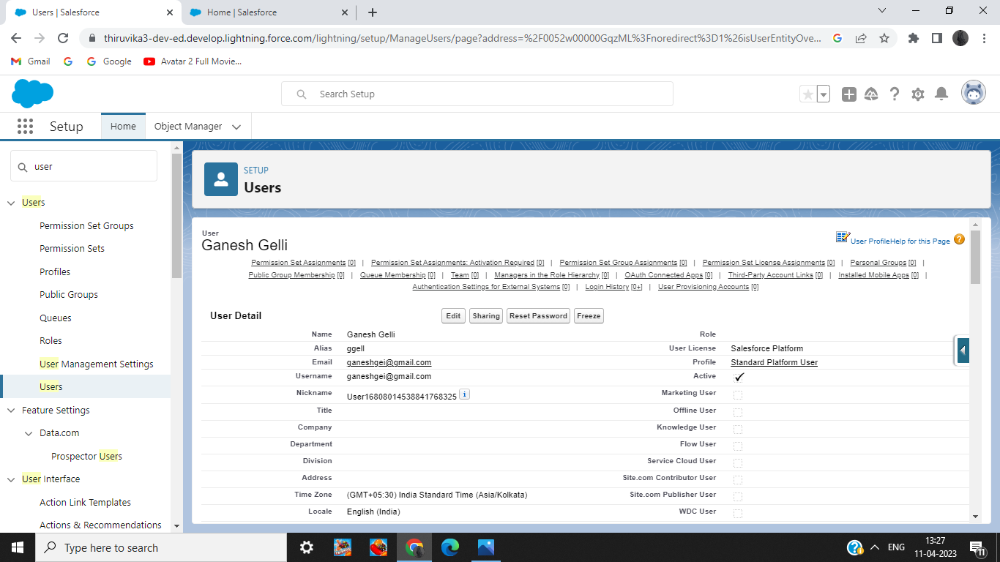 Users | Salesforce
Home | Salesforce
thiruvika3-dev-ed.develop.lightning.force.com/lightning/setup/ManageUsers/page?address=%2F0052w00000GqzML%3Fnoredirect%3D1%26isUserEntityOve...
Gmail
Google
Avatar 2 Full Movie...
Search Setup
Setup
Home
Object Manager
user
Users
Permission Set Groups
Permission Sets
Profiles
Public Groups
Queues
Roles
User Management Settings
Users
Feature Settings
Data.com
Prospector Users
User Interface
Action Link Templates
Actions & Recommendations
SETUP
Users
User
Ganesh Gelli
User Profile
Help for this Page
Permission Set Assignments [0] | Permission Set Assignments: Activation Required [0] | Permission Set Group Assignments [0] | Permission Set License Assignments [0] | Personal Groups [0] |
Public Group Membership [0] | Queue Membership [0] | Team [0] | Managers in the Role Hierarchy [0] | OAuth Connected Apps [0] | Third-Party Account Links [0] | Installed Mobile Apps [0] |
Authentication Settings for External Systems [0] | Login History [0+] | User Provisioning Accounts [0]
User Detail
Edit
Sharing
Reset Password
Freeze
Name Ganesh Gelli
Role
Alias ggell
User License Salesforce Platform
Email ganeshgei@gmail.com
Profile Standard Platform User
Username ganeshgei@gmail.com
Active
Nickname User16808014538841768325 i
Marketing User
Title
Offline User
Company
Knowledge User
Department
Flow User
Division
Service Cloud User
Address
Site.com Contributor User
Time Zone (GMT+05:30) India Standard Time (Asia/Kolkata)
Site.com Publisher User
Locale English (India)
WDC User
Type here to search
ENG
13:27
11-04-2023
11